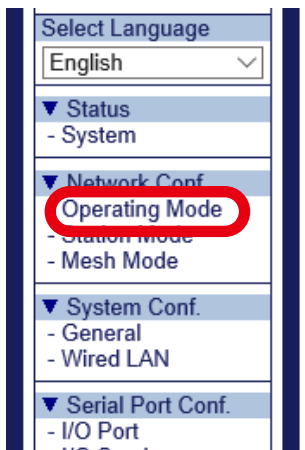 Select Language
English
▼ Status
- System
▼ Network Conf.
Operating Mode
- Station Mode
- Mesh Mode
▼ System Conf.
- General
- Wired LAN
▼ Serial Port Conf.
- I/O Port